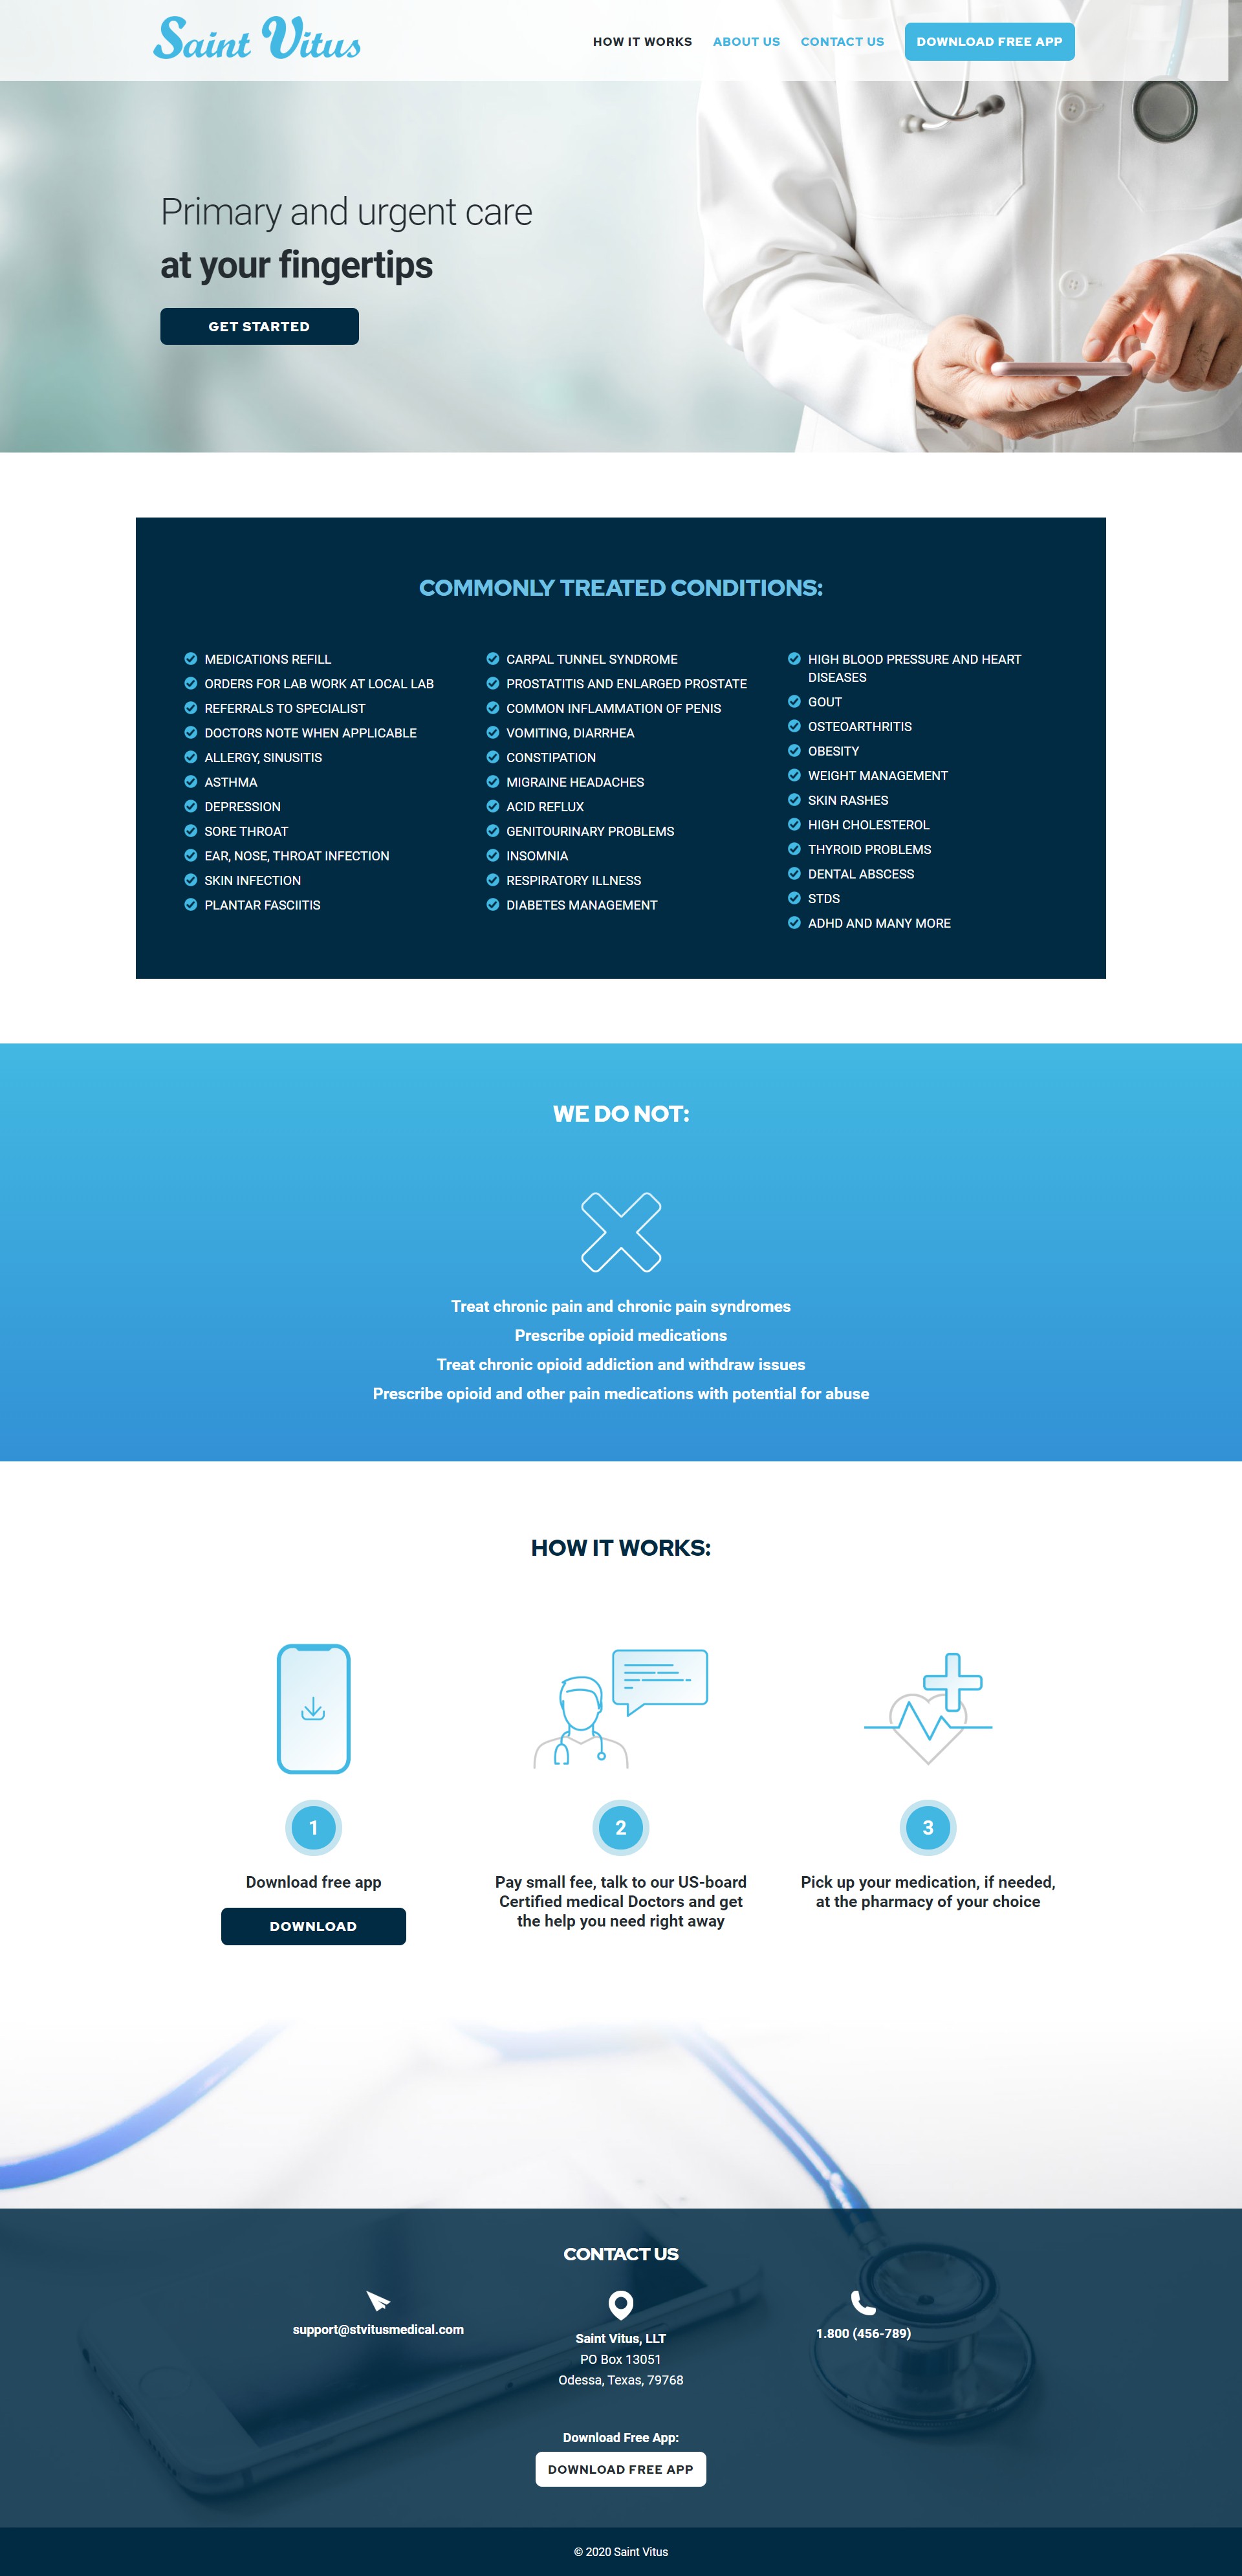 Saint Vitus
HOW IT WORKS
ABOUT US
CONTACT US
DOWNLOAD FREE APP
Primary and urgent care
at your fingertips
GET STARTED
COMMONLY TREATED CONDITIONS:
MEDICATIONS REFILL
ORDERS FOR LAB WORK AT LOCAL LAB
REFERRALS TO SPECIALIST
DOCTORS NOTE WHEN APPLICABLE
ALLERGY, SINUSITIS
ASTHMA
DEPRESSION
SORE THROAT
EAR, NOSE, THROAT INFECTION
SKIN INFECTION
PLANTAR FASCIITIS
CARPAL TUNNEL SYNDROME
PROSTATITIS AND ENLARGED PROSTATE
COMMON INFLAMMATION OF PENIS
VOMITING, DIARRHEA
CONSTIPATION
MIGRAINE HEADACHES
ACID REFLUX
GENITOURINARY PROBLEMS
INSOMNIA
RESPIRATORY ILLNESS
DIABETES MANAGEMENT
HIGH BLOOD PRESSURE AND HEART
DISEASES
GOUT
OSTEOARTHRITIS
OBESITY
WEIGHT MANAGEMENT
SKIN RASHES
HIGH CHOLESTEROL
THYROID PROBLEMS
DENTAL ABSCESS
STDS
ADHD AND MANY MORE
WE DO NOT:
Treat chronic pain and chronic pain syndromes
Prescribe opioid medications
Treat chronic opioid addiction and withdraw issues
Prescribe opioid and other pain medications with potential for abuse
HOW IT WORKS:
1
Download free app
DOWNLOAD
2
Pay small fee, talk to our US-board
Certified medical Doctors and get
the help you need right away
3
Pick up your medication, if needed,
at the pharmacy of your choice
CONTACT US
support@stvitusmedical.com
Saint Vitus, LLT
PO Box 13051
Odessa, Texas, 79768
1.800 (456-789)
Download Free App:
DOWNLOAD FREE APP
© 2020 Saint Vitus